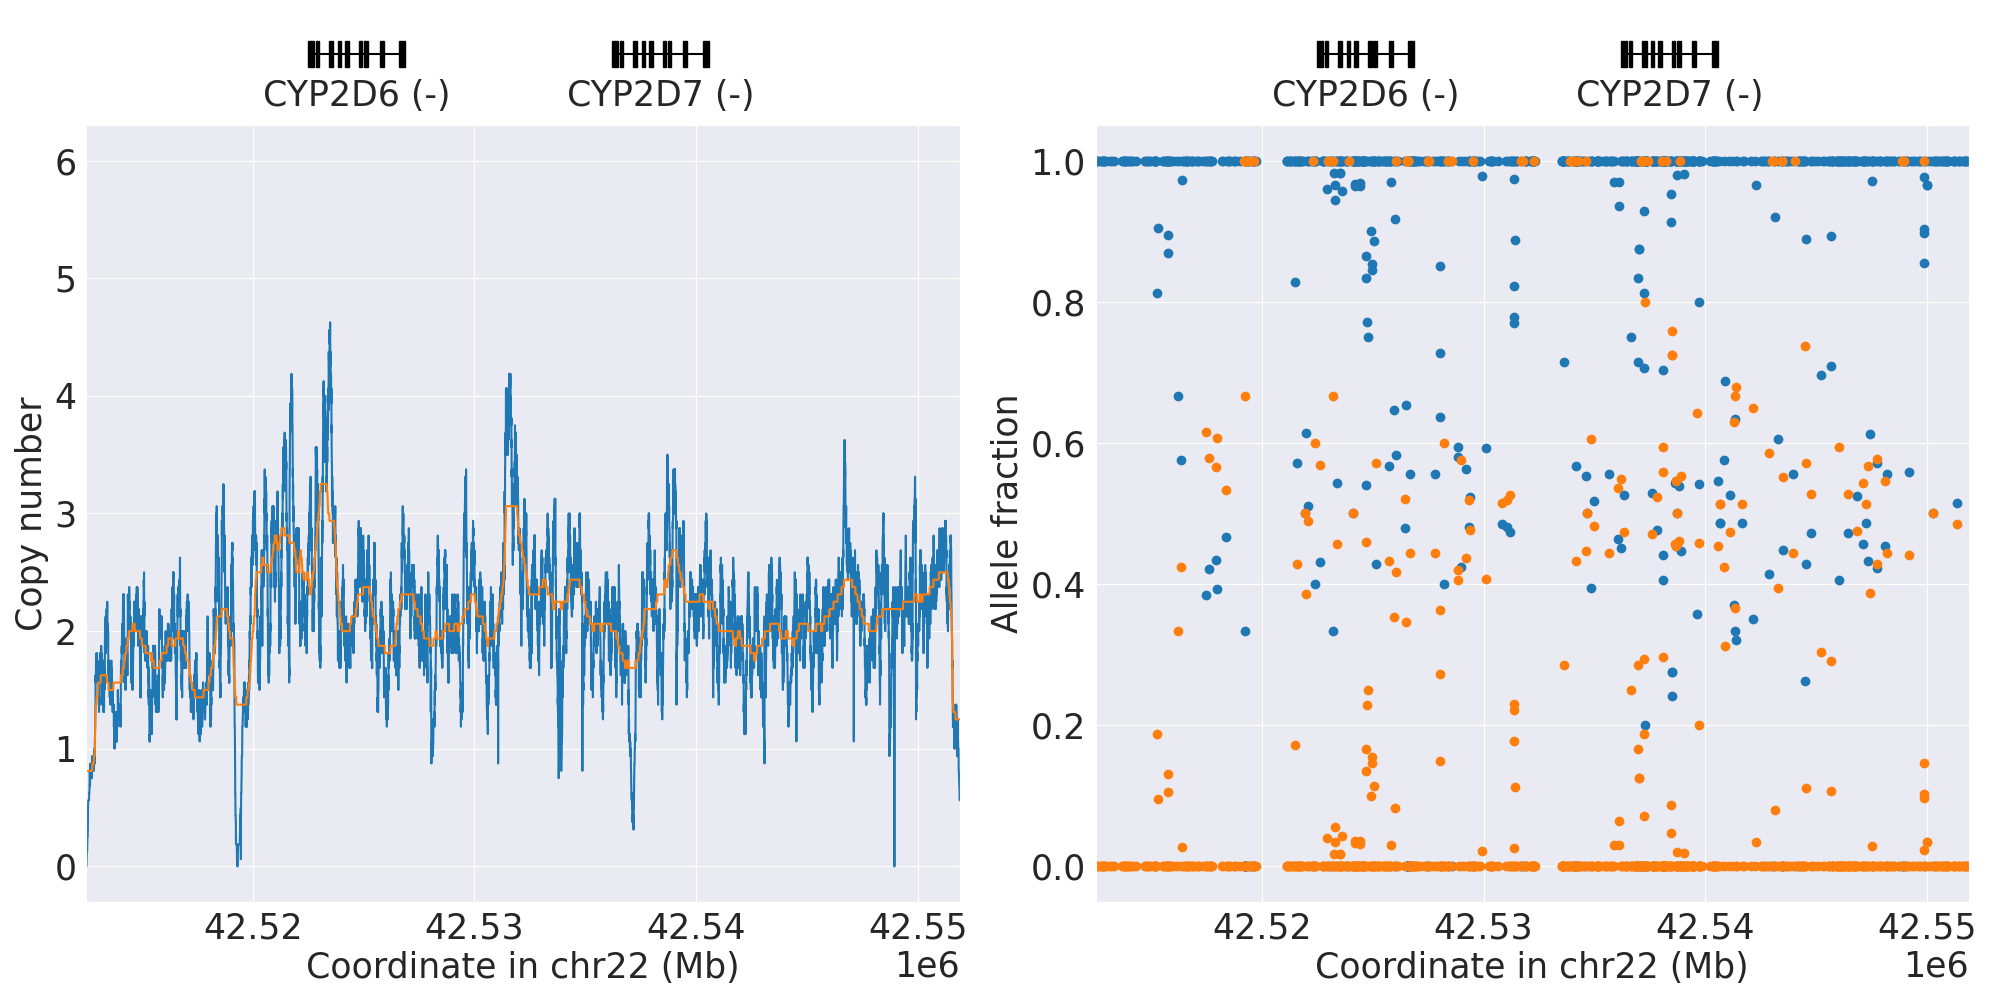 CYP2D6 (-) CYP2D7 (-)
6
5
4
3
2
1
0
Copy number
42.52 42.53 42.54 42.55
Coordinate in chr22 (Mb) 1e6
CYP2D6 (-) CYP2D7 (-)
1.0
0.8
0.6
0.4
0.2
0.0
Allele fraction
42.52 42.53 42.54 42.55
Coordinate in chr22 (Mb) 1e6